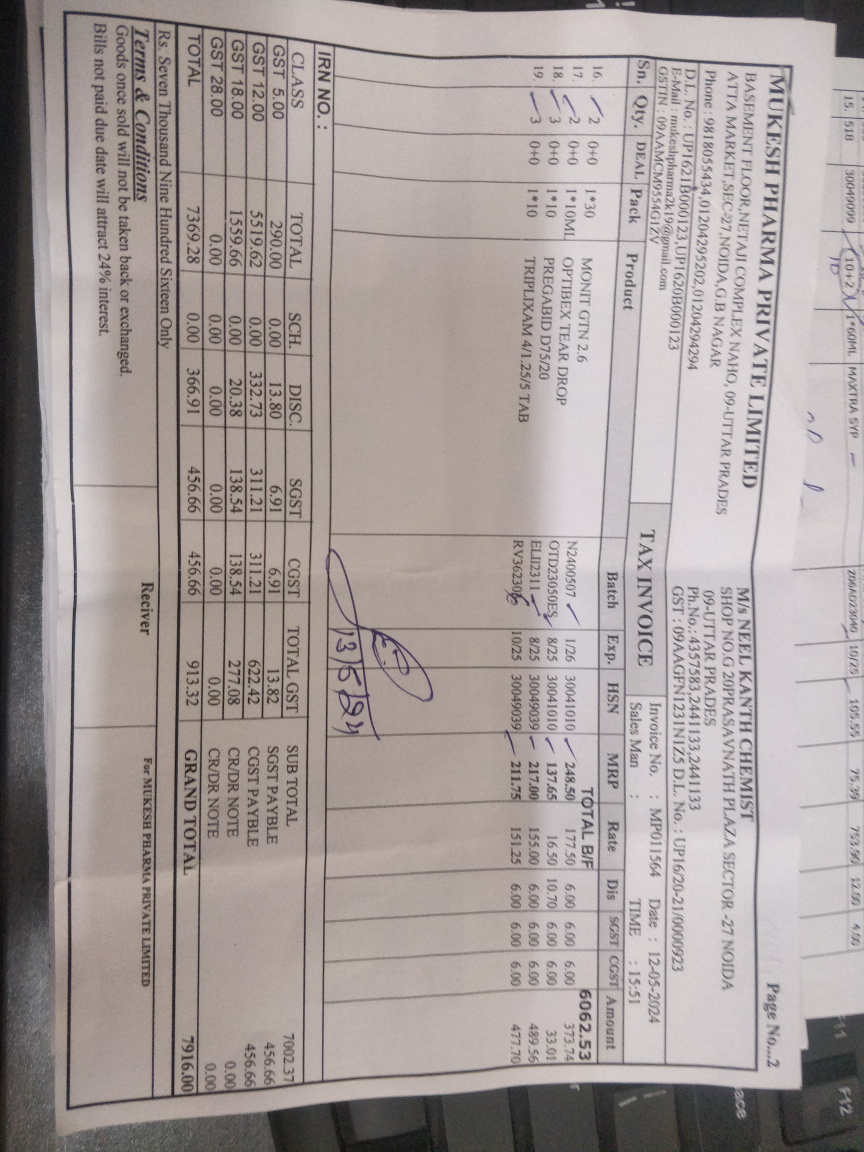 15. 518 30049099 (10+2) 1*60ML MAXTRA SYP ZO6AD23040 10/25 105.55 75.39 753.90 12.00 4.00
Page No...2
MUKESH PHARMA PRIVATE LIMITED
BASEMENT FLOOR,NETAJI COMPLEX NAHO, 09-UTTAR PRADES
ATTA MARKET,SEC-27,NOIDA,G.B NAGAR
Phone : 9818055434,01204295202,01204294294
D.L. No. : UP1621B000123,UP1620B000123
E-Mail : mukeshpharma2k19@gmail.com
GSTIN : 09AAMCM9554G1ZV
M/s NEEL KANTH CHEMIST
SHOP NO.G 20PRASAVNATH PLAZA SECTOR -27 NOIDA
09-UTTAR PRADES
Ph.No.:4357583,2441133,2441133
GST : 09AAGFN1231N1Z5 D.L. No. : UP16/20-21/0000923
TAX INVOICE
Invoice No. : MP011564 Date : 12-05-2024
Sales Man : TIME : 15:51
Sn. Qty. DEAL Pack Product Batch Exp. HSN MRP Rate Dis SGST CGST Amount
TOTAL B/F 6062.53
16. 2 0+0 1*30 MONIT GTN 2.6 N2400507 1/26 30041010 248.50 177.50 6.00 6.00 6.00 373.74
17. 2 0+0 1*10ML OPTIBEX TEAR DROP OTD23050ES 8/25 30041010 137.65 16.50 10.70 6.00 6.00 33.01
18. 3 0+0 1*10 PREGABID D75/20 ELII2311 8/25 30049039 217.00 155.00 6.00 6.00 6.00 489.56
19. 3 0+0 1*10 TRIPLIXAM 4/1.25/5 TAB RV362306 10/25 30049039 211.75 151.25 6.00 6.00 6.00 477.70
13/5/24
IRN NO. :
CLASS TOTAL SCH. DISC. SGST CGST TOTAL GST SUB TOTAL 7002.37
GST 5.00 290.00 0.00 13.80 6.91 6.91 13.82 SGST PAYBLE 456.66
GST 12.00 5519.62 0.00 332.73 311.21 311.21 622.42 CGST PAYBLE 456.66
GST 18.00 1559.66 0.00 20.38 138.54 138.54 277.08 CR/DR NOTE 0.00
GST 28.00 0.00 0.00 0.00 0.00 0.00 0.00 CR/DR NOTE 0.00
TOTAL 7369.28 0.00 366.91 456.66 456.66 913.32 GRAND TOTAL 7916.00
Rs. Seven Thousand Nine Hundred Sixteen Only
Terms & Conditions
Goods once sold will not be taken back or exchanged.
Bills not paid due date will attract 24% interest.
Reciver
For MUKESH PHARMA PRIVATE LIMITED
F11
F12